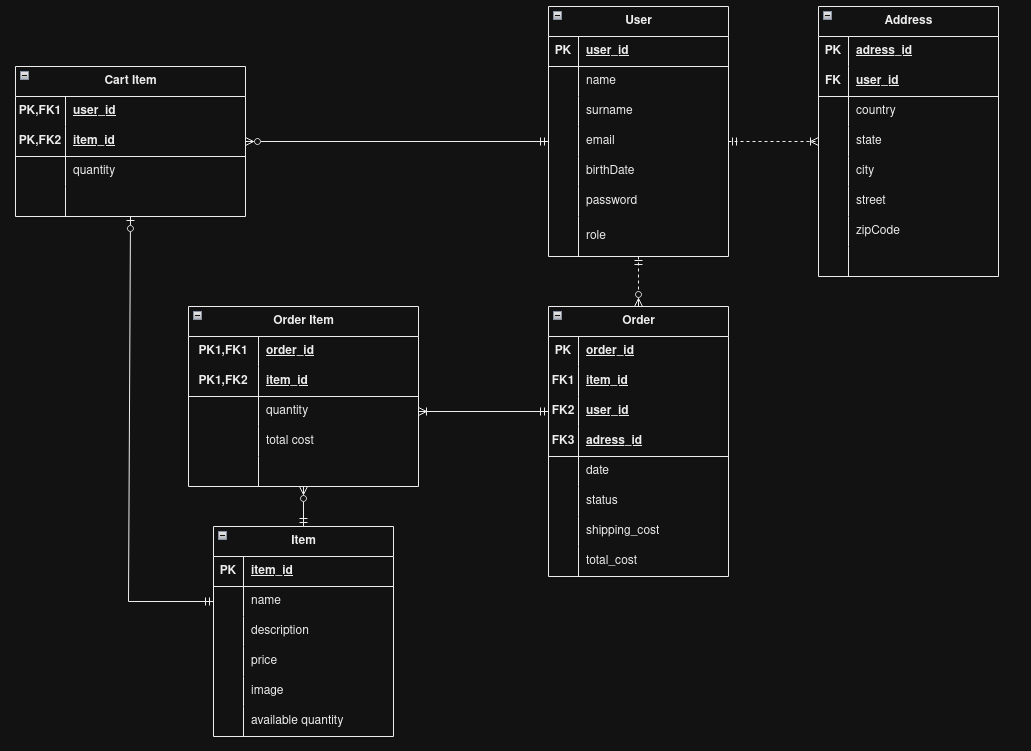 User
PK user_id
name
surname
email
birthDate
password
role
Address
PK adress_id
FK user_id
country
state
city
street
zipCode
Cart Item
PK,FK1 user_id
PK,FK2 item_id
quantity
Order Item
PK1,FK1 order_id
PK1,FK2 item_id
quantity
total cost
Order
PK order_id
FK1 item_id
FK2 user_id
FK3 adress_id
date
status
shipping_cost
total_cost
Item
PK item_id
name
description
price
image
available quantity